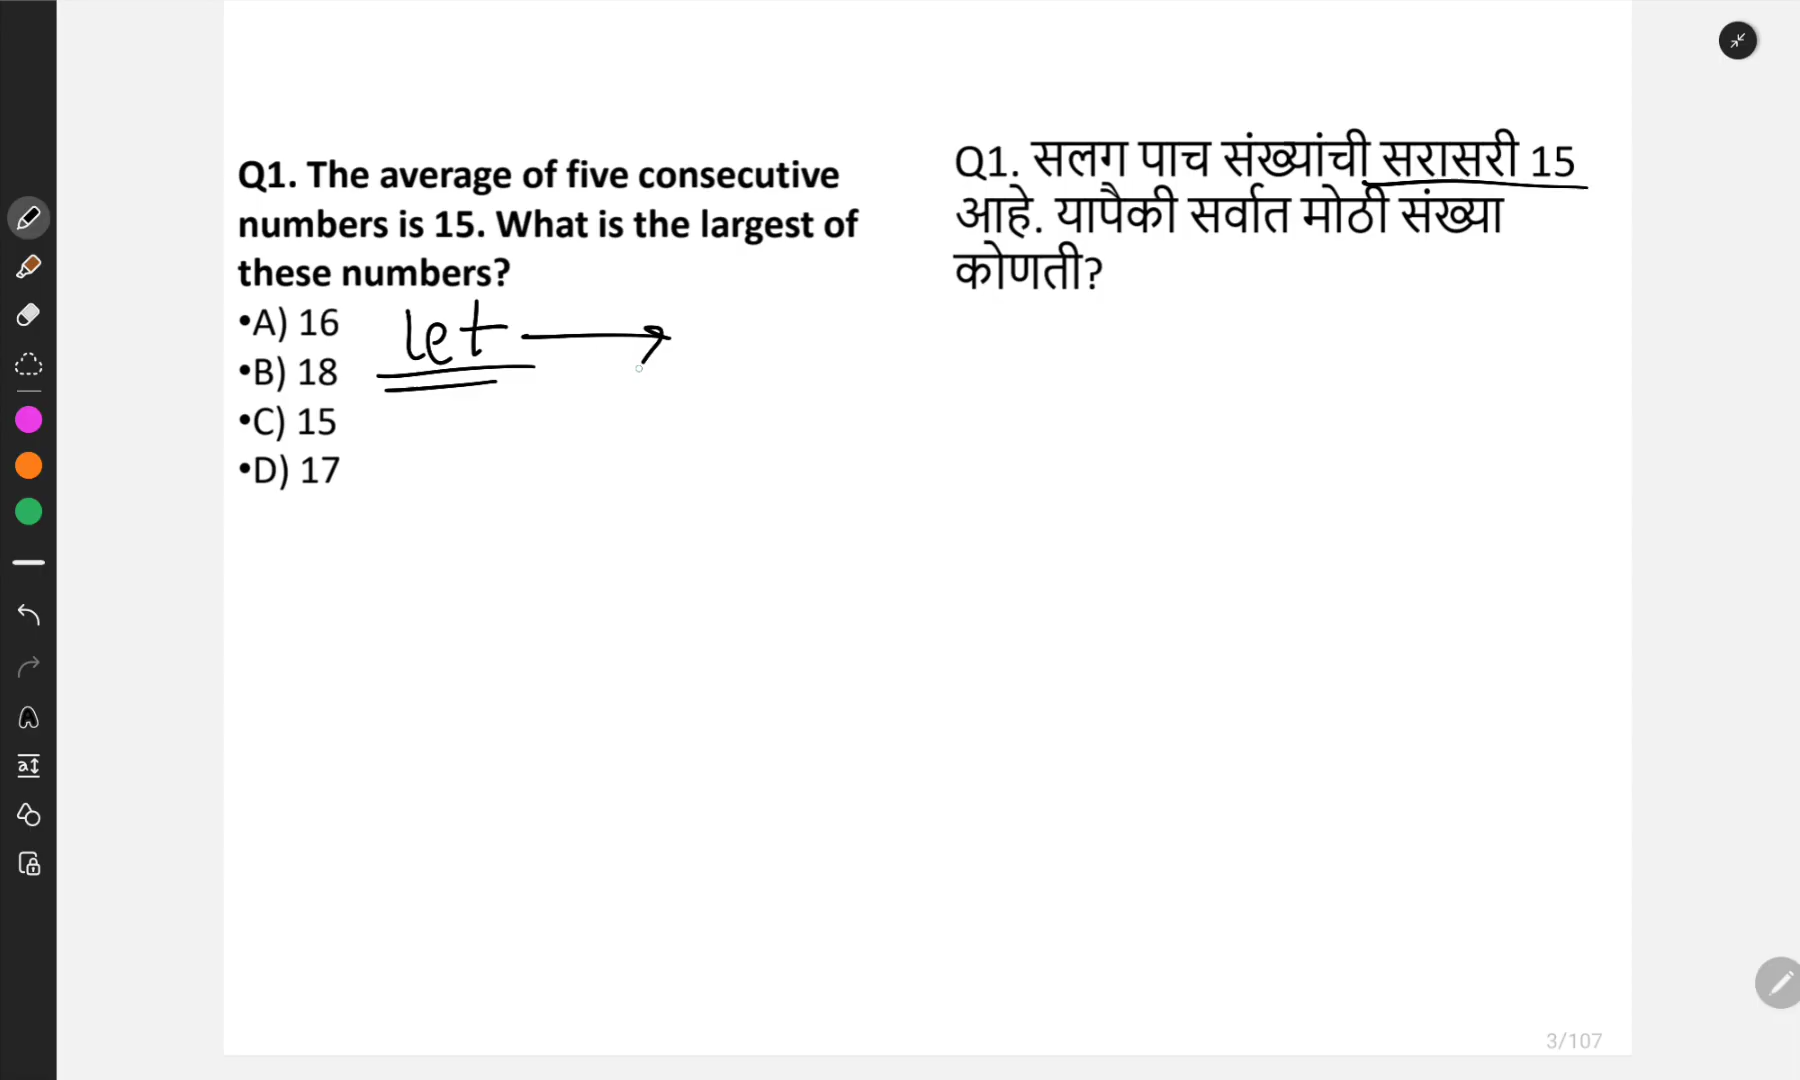 Q1. The average of five consecutive
numbers is 15. What is the largest of
these numbers?
•A) 16
•B) 18
•C) 15
•D) 17
let
Q1. सलग पाच संख्यांची सरासरी 15
आहे. यापैकी सर्वात मोठी संख्या
कोणती?
3/107